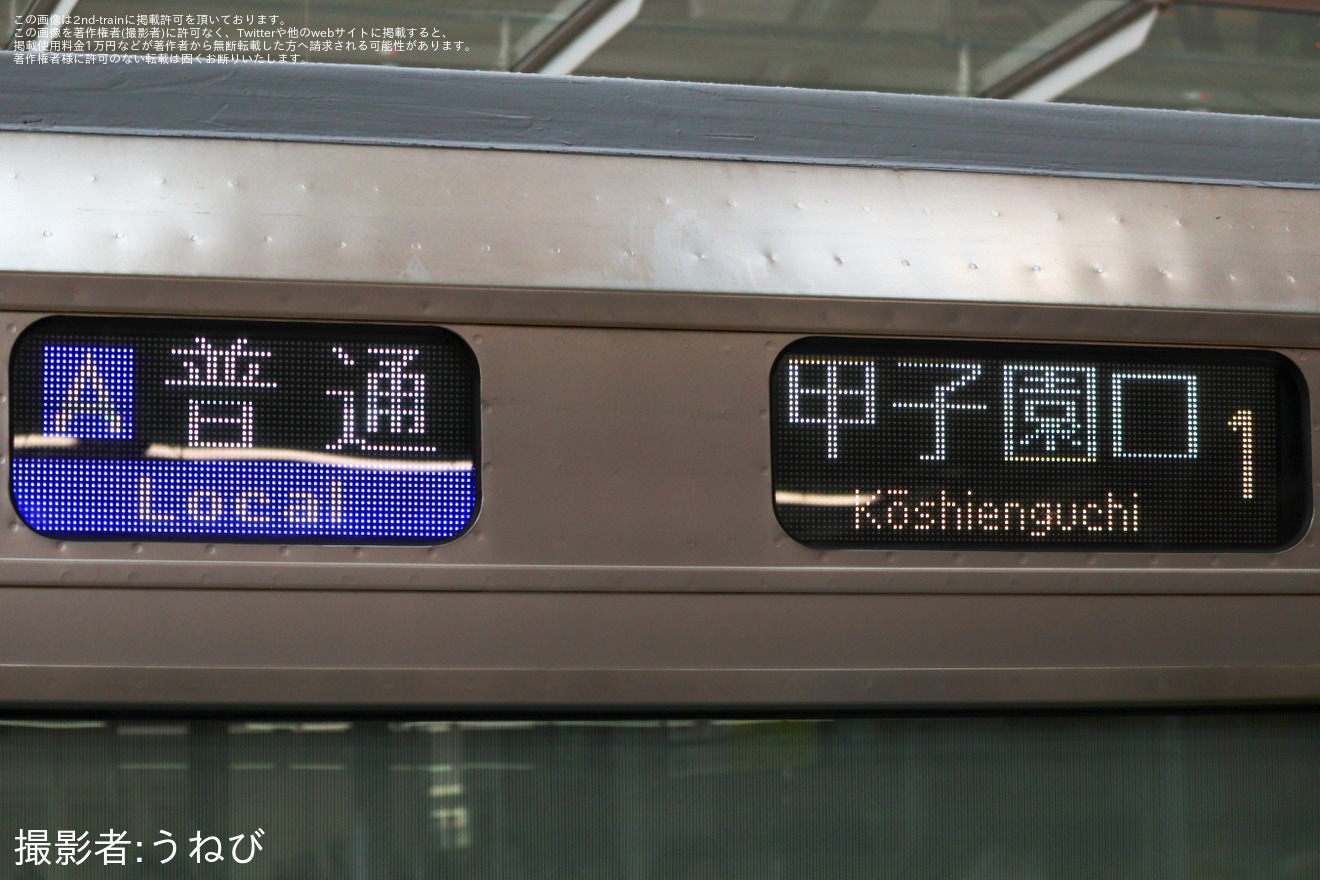 この画像は2nd-trainに掲載許可を頂いております。
この画像を著作権者(撮影者)に許可なく、Twitterや他のwebサイトに掲載すると、
掲載使用料金1万円などが著作者から無断転載した方へ請求される可能性があります。
著作権者様に許可のない転載は固くお断りいたします。
A 普通
Local
甲子園口 1
Kōshienguchi
撮影者:うねび